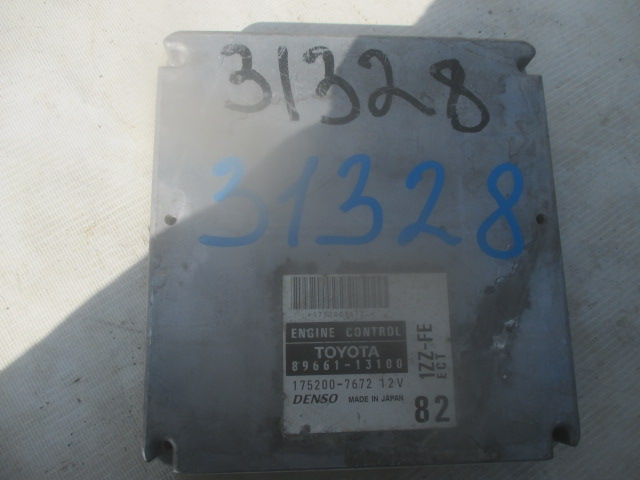 31328
31328
ENGINE CONTROL
TOYOTA
89661-13100
175200-7672 12V
DENSO MADE IN JAPAN
1ZZ-FE
ECT
82